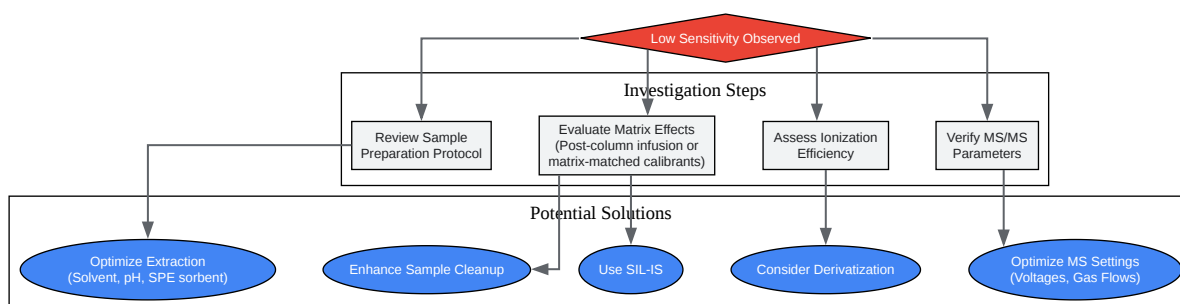 Low Sensitivity Observed
Investigation Steps
Review Sample
Preparation Protocol
Evaluate Matrix Effects
(Post-column infusion or
matrix-matched calibrants)
Assess Ionization
Efficiency
Verify MS/MS
Parameters
Potential Solutions
Optimize Extraction
(Solvent, pH, SPE sorbent)
Enhance Sample Cleanup
Use SIL-IS
Consider Derivatization
Optimize MS Settings
(Voltages, Gas Flows)